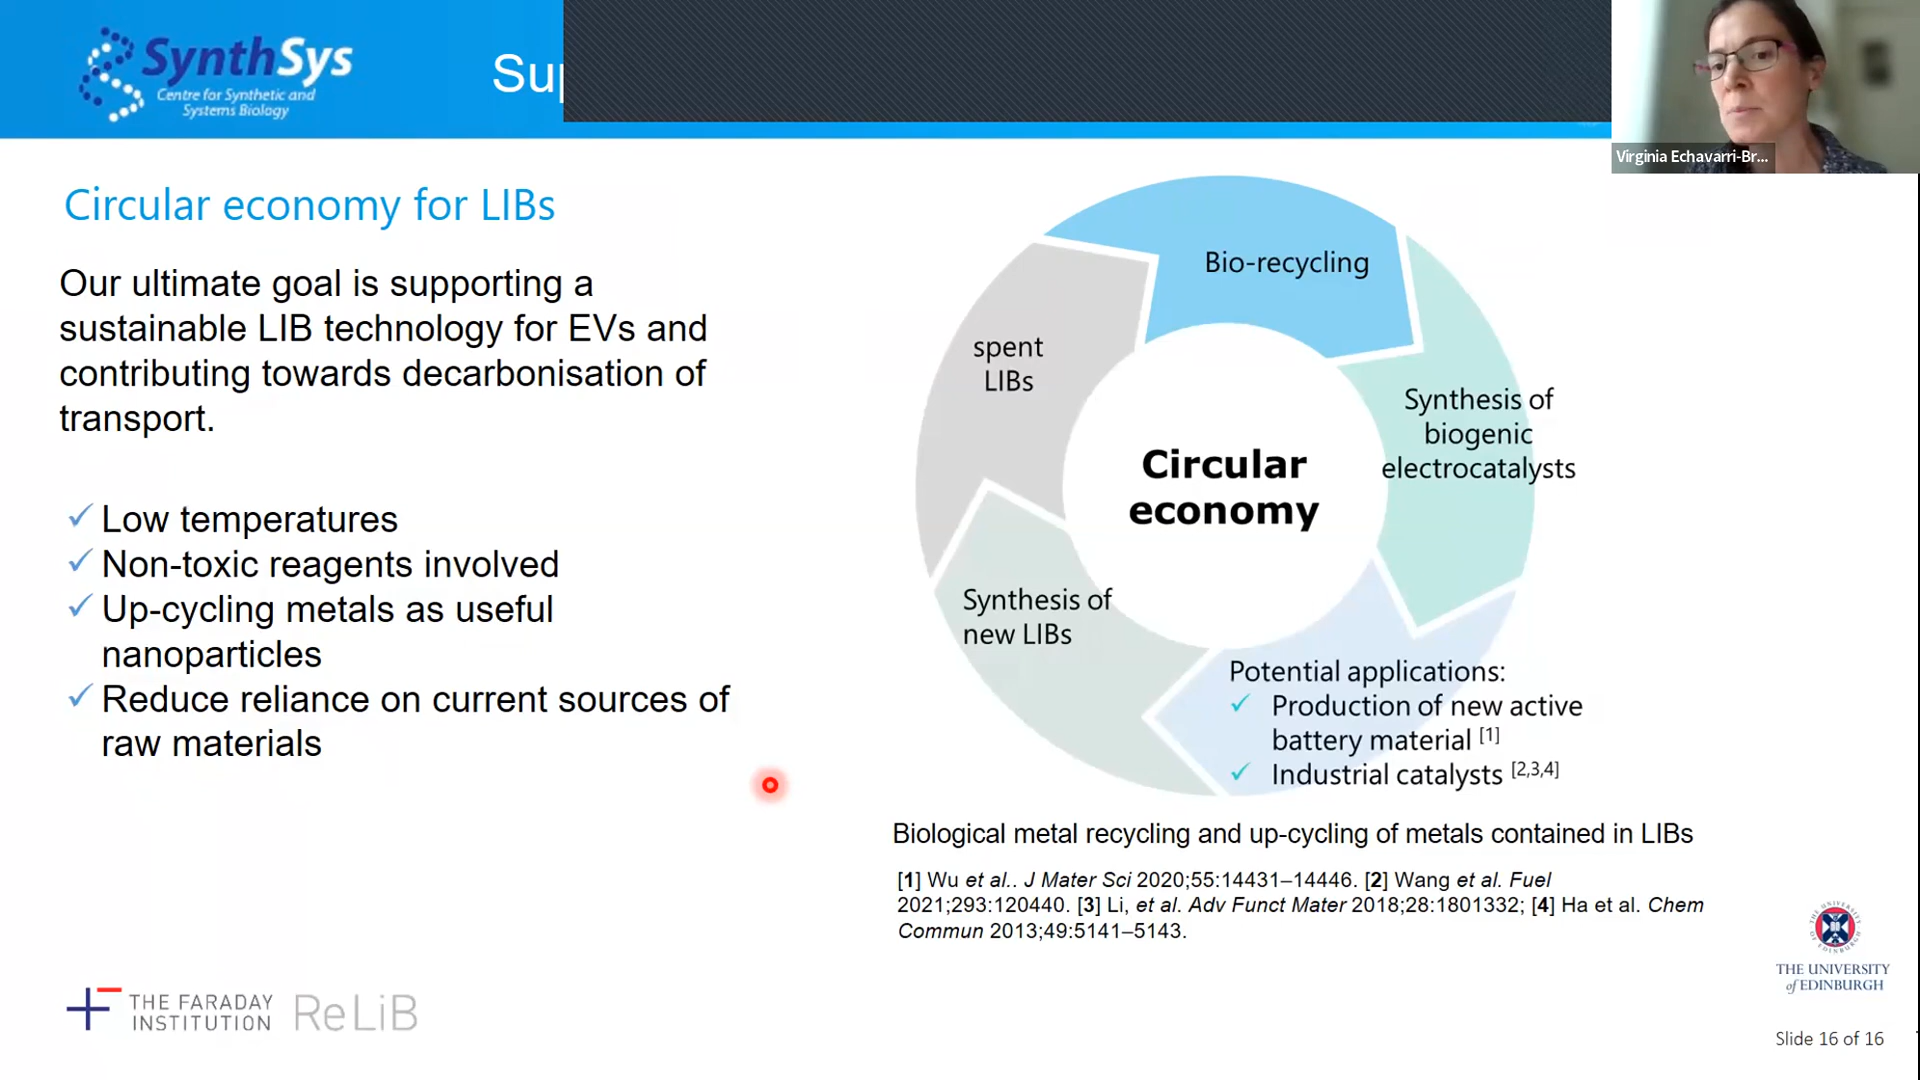 SynthSys
Centre for Synthetic and
Systems Biology
Virginia Echavarri-Br...
Circular economy for LIBs
Our ultimate goal is supporting a
sustainable LIB technology for EVs and
contributing towards decarbonisation of
transport.
✓ Low temperatures
✓ Non-toxic reagents involved
✓ Up-cycling metals as useful
nanoparticles
✓ Reduce reliance on current sources of
raw materials
Bio-recycling
Synthesis of
biogenic
electrocatalysts
Potential applications:
✓ Production of new active
battery material [1]
✓ Industrial catalysts [2,3,4]
Synthesis of
new LIBs
spent
LIBs
Circular
economy
Biological metal recycling and up-cycling of metals contained in LIBs
[1] Wu et al.. J Mater Sci 2020;55:14431–14446. [2] Wang et al. Fuel
2021;293:120440. [3] Li, et al. Adv Funct Mater 2018;28:1801332; [4] Ha et al. Chem
Commun 2013;49:5141–5143.
THE FARADAY
INSTITUTION
ReLiB
THE UNIVERSITY
of EDINBURGH
Slide 16 of 16